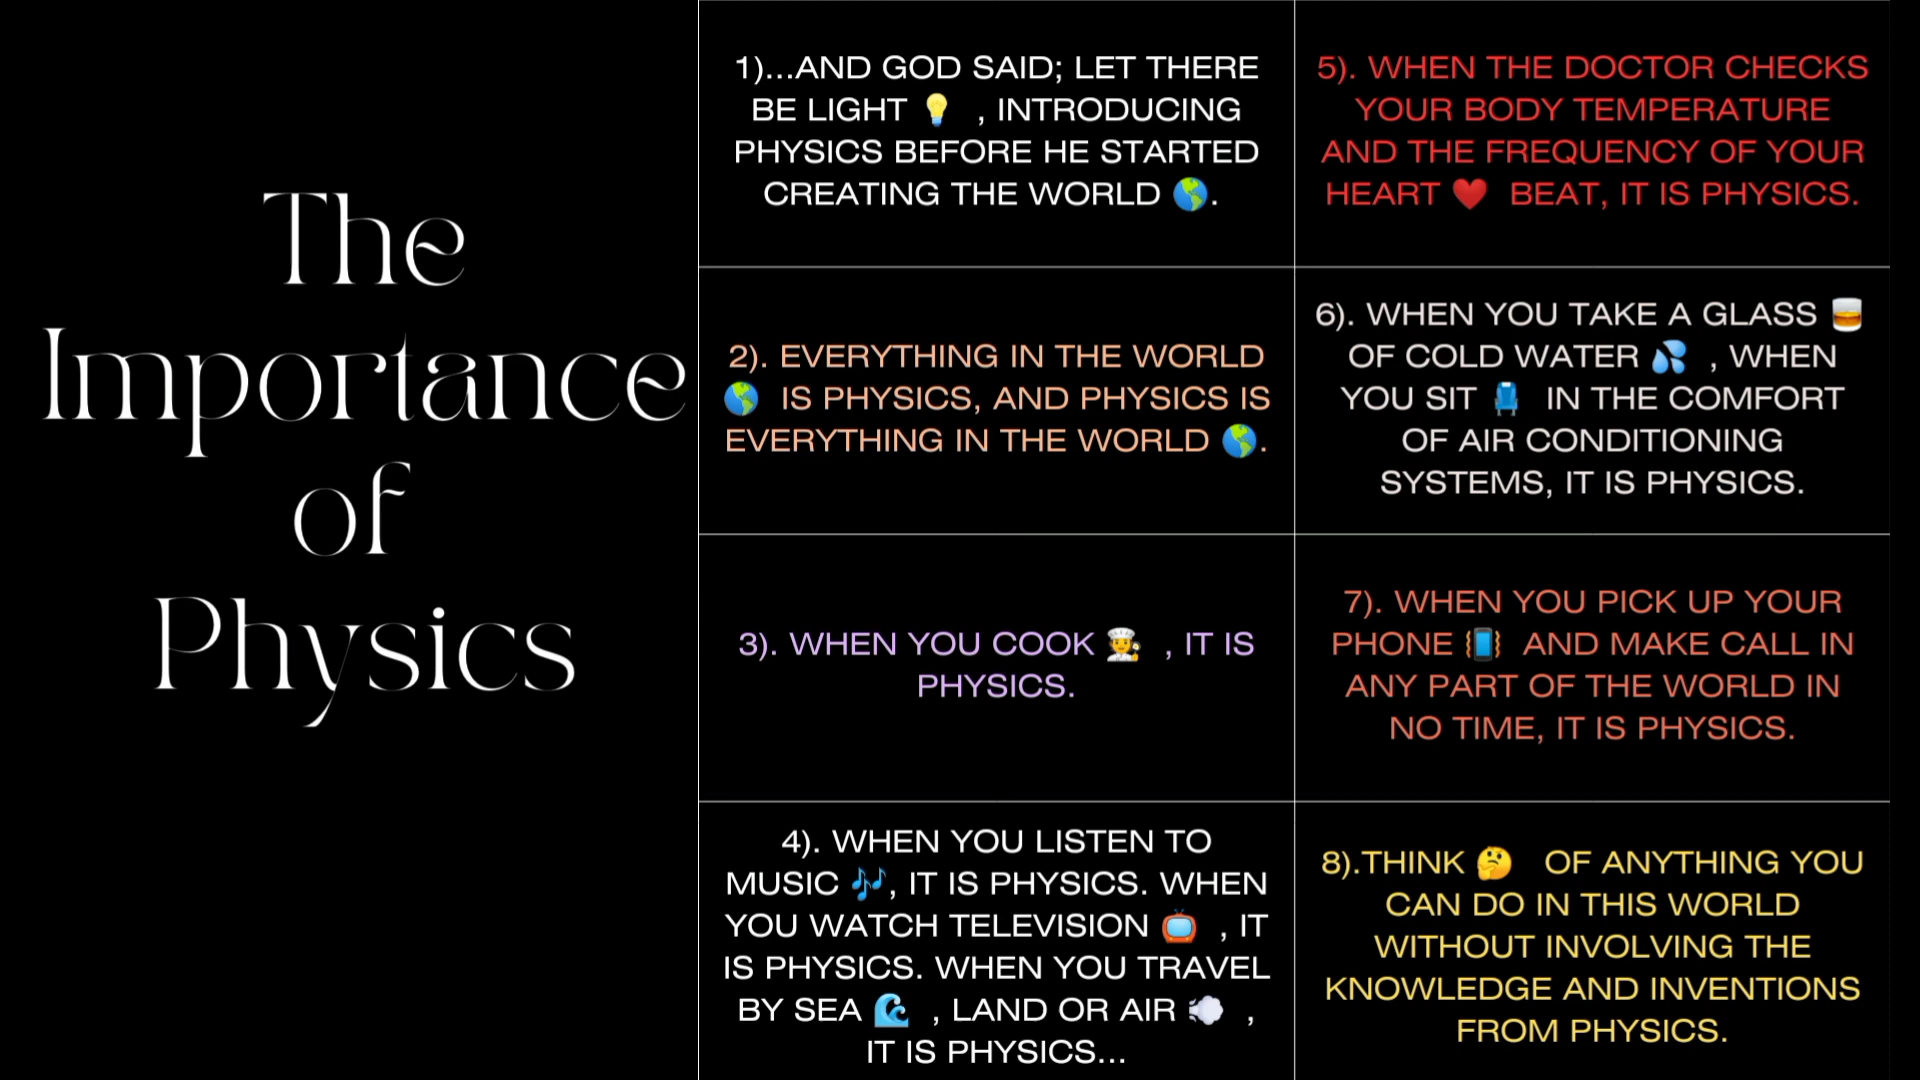 The
Importance
of
Physics
1)...AND GOD SAID; LET THERE
BE LIGHT 💡 , INTRODUCING
PHYSICS BEFORE HE STARTED
CREATING THE WORLD 🌎.
2). EVERYTHING IN THE WORLD
🌎 IS PHYSICS, AND PHYSICS IS
EVERYTHING IN THE WORLD 🌎.
3). WHEN YOU COOK 🧑‍🍳 , IT IS
PHYSICS.
4). WHEN YOU LISTEN TO
MUSIC 🎶, IT IS PHYSICS. WHEN
YOU WATCH TELEVISION 📺 , IT
IS PHYSICS. WHEN YOU TRAVEL
BY SEA 🌊 , LAND OR AIR 💨 ,
IT IS PHYSICS...
5). WHEN THE DOCTOR CHECKS
YOUR BODY TEMPERATURE
AND THE FREQUENCY OF YOUR
HEART ❤️ BEAT, IT IS PHYSICS.
6). WHEN YOU TAKE A GLASS 🥃
OF COLD WATER 💦 , WHEN
YOU SIT 💺 IN THE COMFORT
OF AIR CONDITIONING
SYSTEMS, IT IS PHYSICS.
7). WHEN YOU PICK UP YOUR
PHONE 📳 AND MAKE CALL IN
ANY PART OF THE WORLD IN
NO TIME, IT IS PHYSICS.
8).THINK 🤔 OF ANYTHING YOU
CAN DO IN THIS WORLD
WITHOUT INVOLVING THE
KNOWLEDGE AND INVENTIONS
FROM PHYSICS.